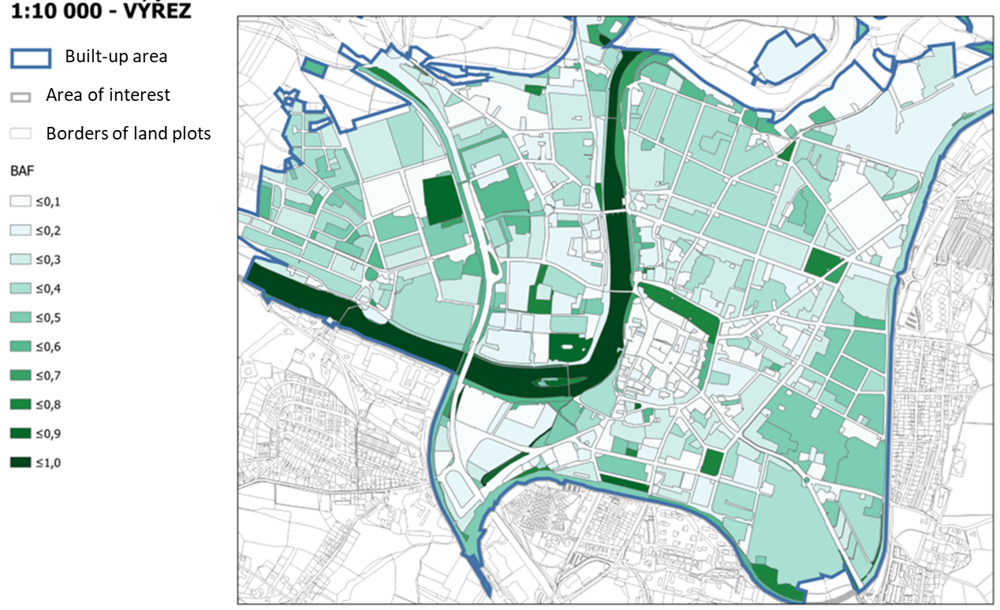 1:10 000 - VÝŘEZ
Built-up area
Area of interest
Borders of land plots
BAF
≤0,1
≤0,2
≤0,3
≤0,4
≤0,5
≤0,6
≤0,7
≤0,8
≤0,9
≤1,0